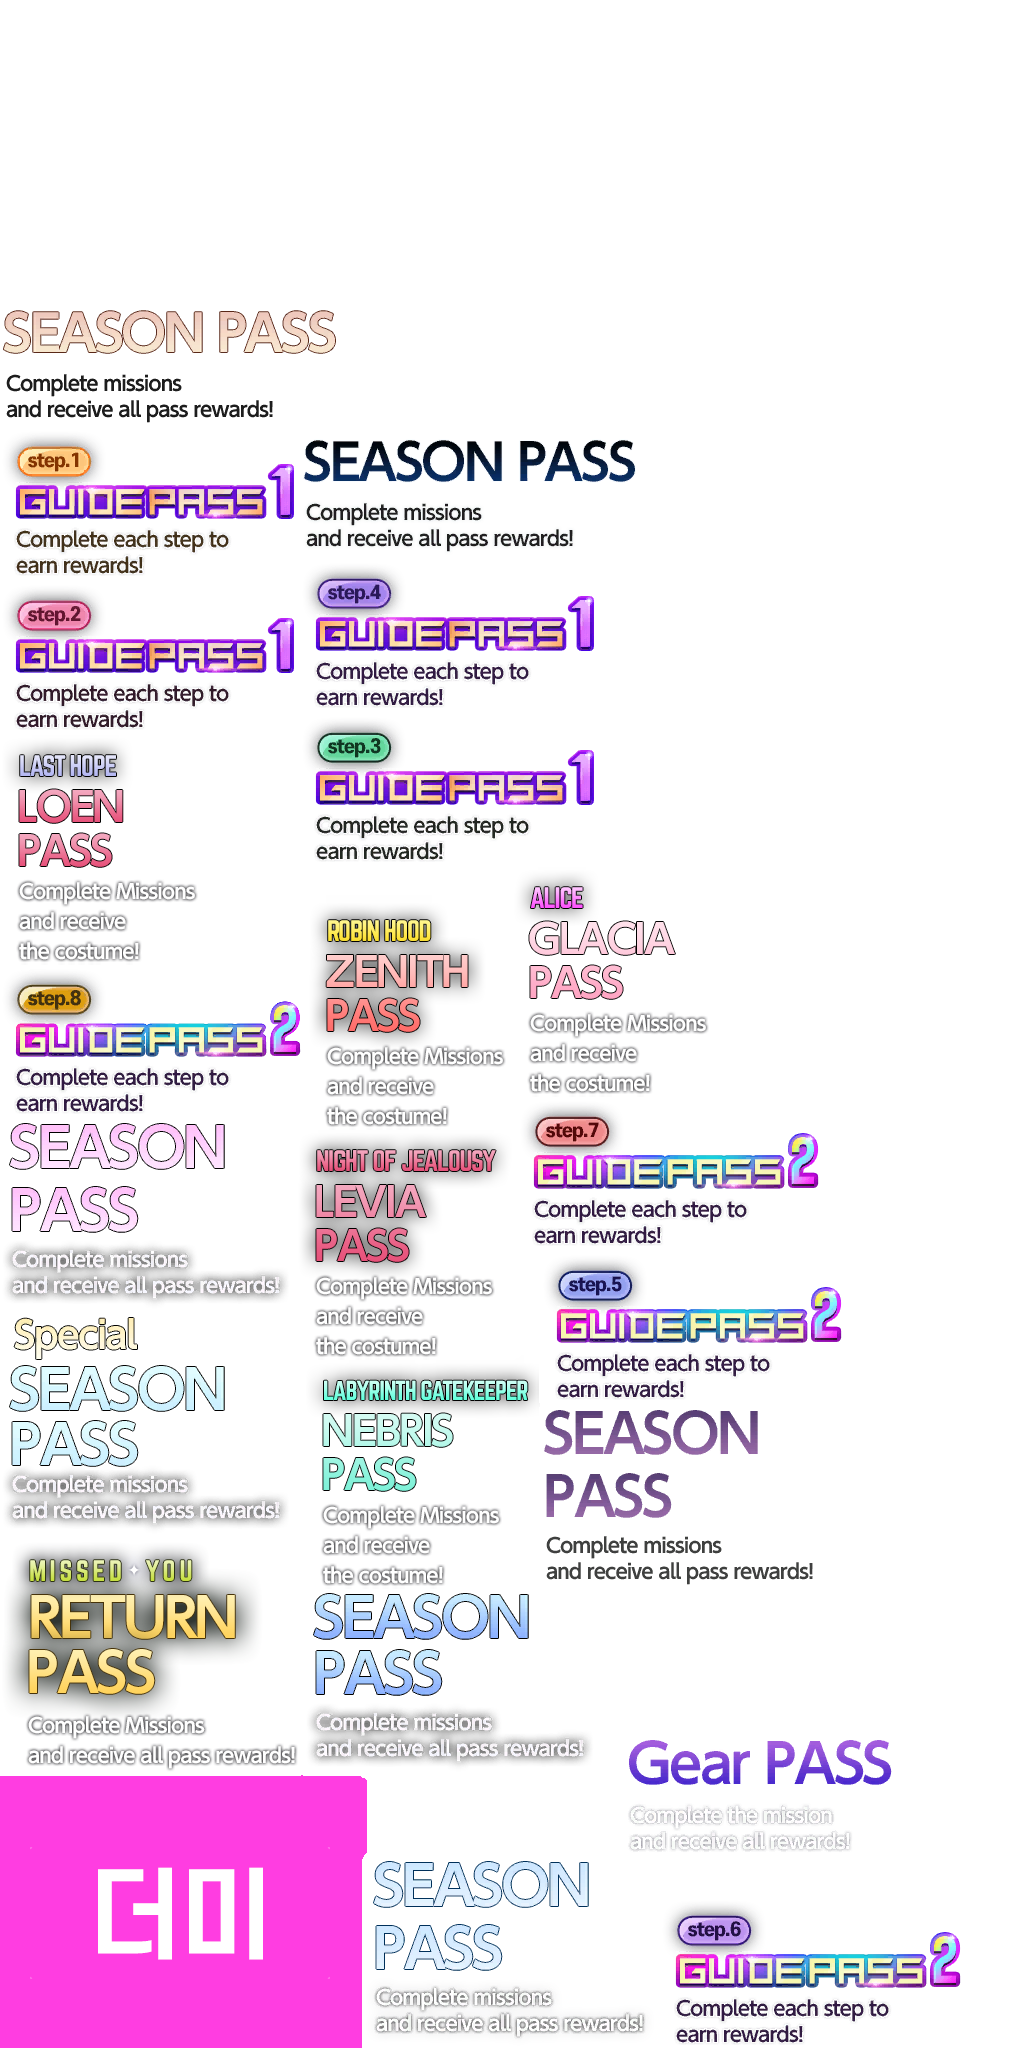 SEASON PASS
Complete missions
and receive all pass rewards!
step.1
GUIDEPASS 1
Complete each step to
earn rewards!
SEASON PASS
Complete missions
and receive all pass rewards!
step.2
GUIDEPASS 1
Complete each step to
earn rewards!
step.4
GUIDEPASS 1
Complete each step to
earn rewards!
step.3
GUIDEPASS 1
Complete each step to
earn rewards!
LAST HOPE
LOEN
PASS
Complete Missions
and receive
the costume!
ROBIN HOOD
ZENITH
PASS
Complete Missions
and receive
the costume!
ALICE
GLACIA
PASS
Complete Missions
and receive
the costume!
step.8
GUIDEPASS 2
Complete each step to
earn rewards!
SEASON
PASS
Complete missions
and receive all pass rewards!
NIGHT OF JEALOUSY
LEVIA
PASS
Complete Missions
and receive
the costume!
step.7
GUIDEPASS 2
Complete each step to
earn rewards!
step.5
GUIDEPASS 2
Complete each step to
earn rewards!
Special
SEASON
PASS
Complete missions
and receive all pass rewards!
LABYRINTH GATEKEEPER
NEBRIS
PASS
Complete Missions
and receive
the costume!
SEASON
PASS
Complete missions
and receive all pass rewards!
MISSED YOU
RETURN
PASS
Complete Missions
and receive all pass rewards!
SEASON
PASS
Complete missions
and receive all pass rewards!
Gear PASS
Complete the mission
and receive all rewards!
더미
SEASON
PASS
Complete missions
and receive all pass rewards!
step.6
GUIDEPASS 2
Complete each step to
earn rewards!